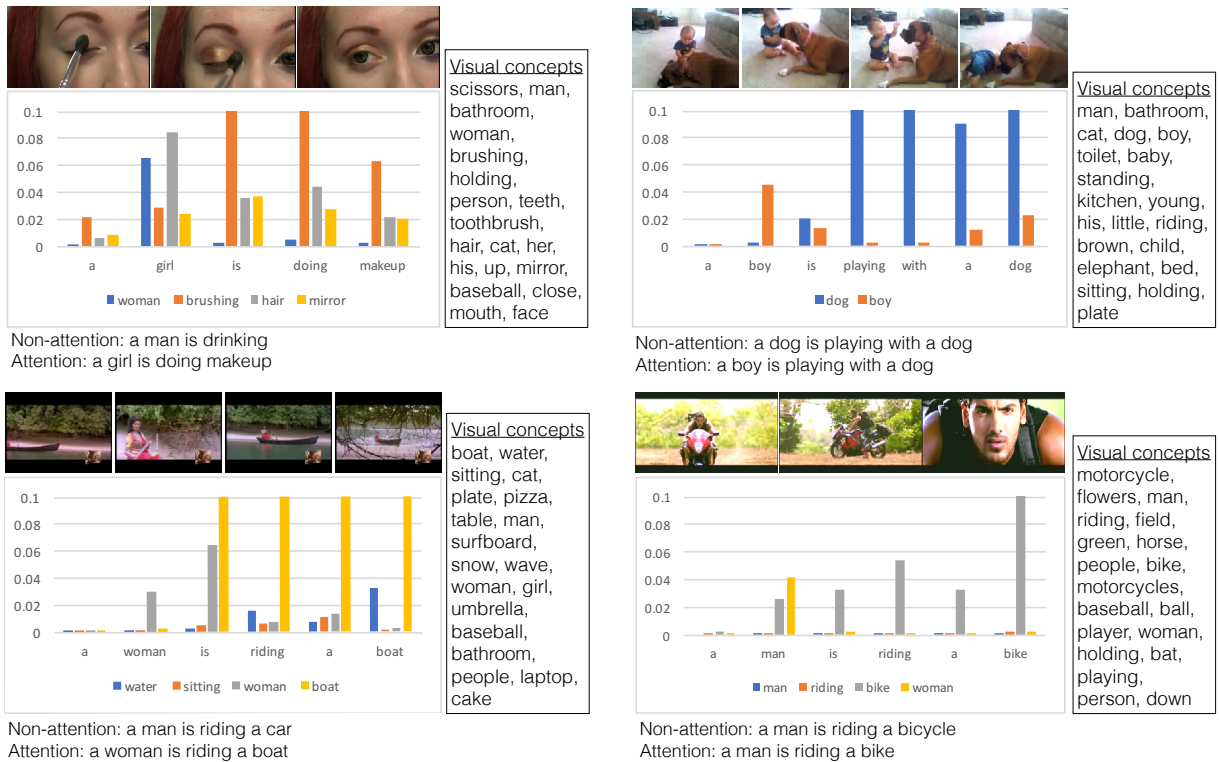 0.1
0.08
0.06
0.04
0.02
0
a girl is doing makeup
woman brushing hair mirror
Visual concepts
scissors, man,
bathroom,
woman,
brushing,
holding,
person, teeth,
toothbrush,
hair, cat, her,
his, up, mirror,
baseball, close,
mouth, face
Non-attention: a man is drinking
Attention: a girl is doing makeup
0.1
0.08
0.06
0.04
0.02
0
a boy is playing with a dog
dog boy
Visual concepts
man, bathroom,
cat, dog, boy,
toilet, baby,
standing,
kitchen, young,
his, little, riding,
brown, child,
elephant, bed,
sitting, holding,
plate
Non-attention: a dog is playing with a dog
Attention: a boy is playing with a dog
0.1
0.08
0.06
0.04
0.02
0
a woman is riding a boat
water sitting woman boat
Visual concepts
boat, water,
sitting, cat,
plate, pizza,
table, man,
surfboard,
snow, wave,
woman, girl,
umbrella,
baseball,
bathroom,
people, laptop,
cake
Non-attention: a man is riding a car
Attention: a woman is riding a boat
0.1
0.08
0.06
0.04
0.02
0
a man is riding a bike
man riding bike woman
Visual concepts
motorcycle,
flowers, man,
riding, field,
green, horse,
people, bike,
motorcycles,
baseball, ball,
player, woman,
holding, bat,
playing,
person, down
Non-attention: a man is riding a bicycle
Attention: a man is riding a bike